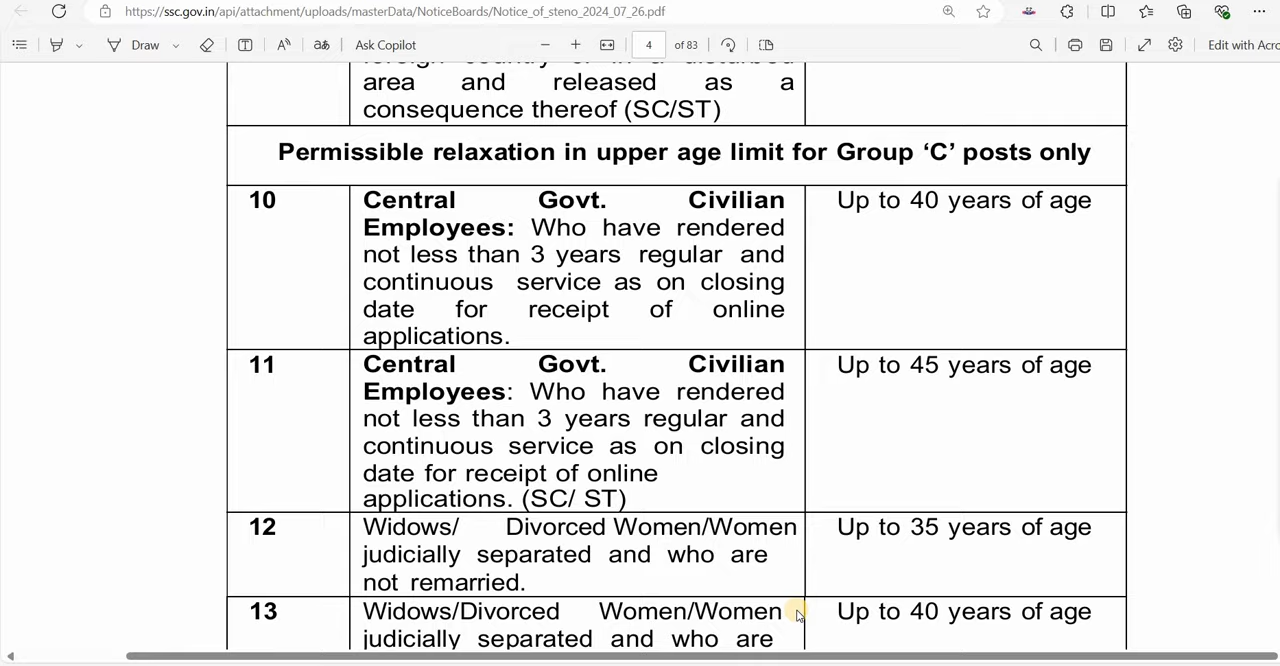 https://ssc.gov.in/api/attachment/uploads/masterData/NoticeBoards/Notice_of_steno_2024_07_26.pdf
Draw Ask Copilot 4 of 83 Edit with Acro
area and released as a
consequence thereof (SC/ST)
Permissible relaxation in upper age limit for Group ‘C’ posts only
10 Central Govt. Civilian Up to 40 years of age
Employees: Who have rendered
not less than 3 years regular and
continuous service as on closing
date for receipt of online
applications.
11 Central Govt. Civilian Up to 45 years of age
Employees: Who have rendered
not less than 3 years regular and
continuous service as on closing
date for receipt of online
applications. (SC/ ST)
12 Widows/ Divorced Women/Women Up to 35 years of age
judicially separated and who are
not remarried.
13 Widows/Divorced Women/Women Up to 40 years of age
judicially separated and who are